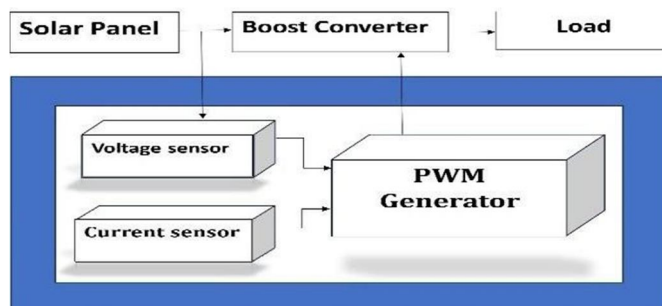 Solar Panel
Boost Converter
Load
Voltage sensor
PWM
Generator
Current sensor